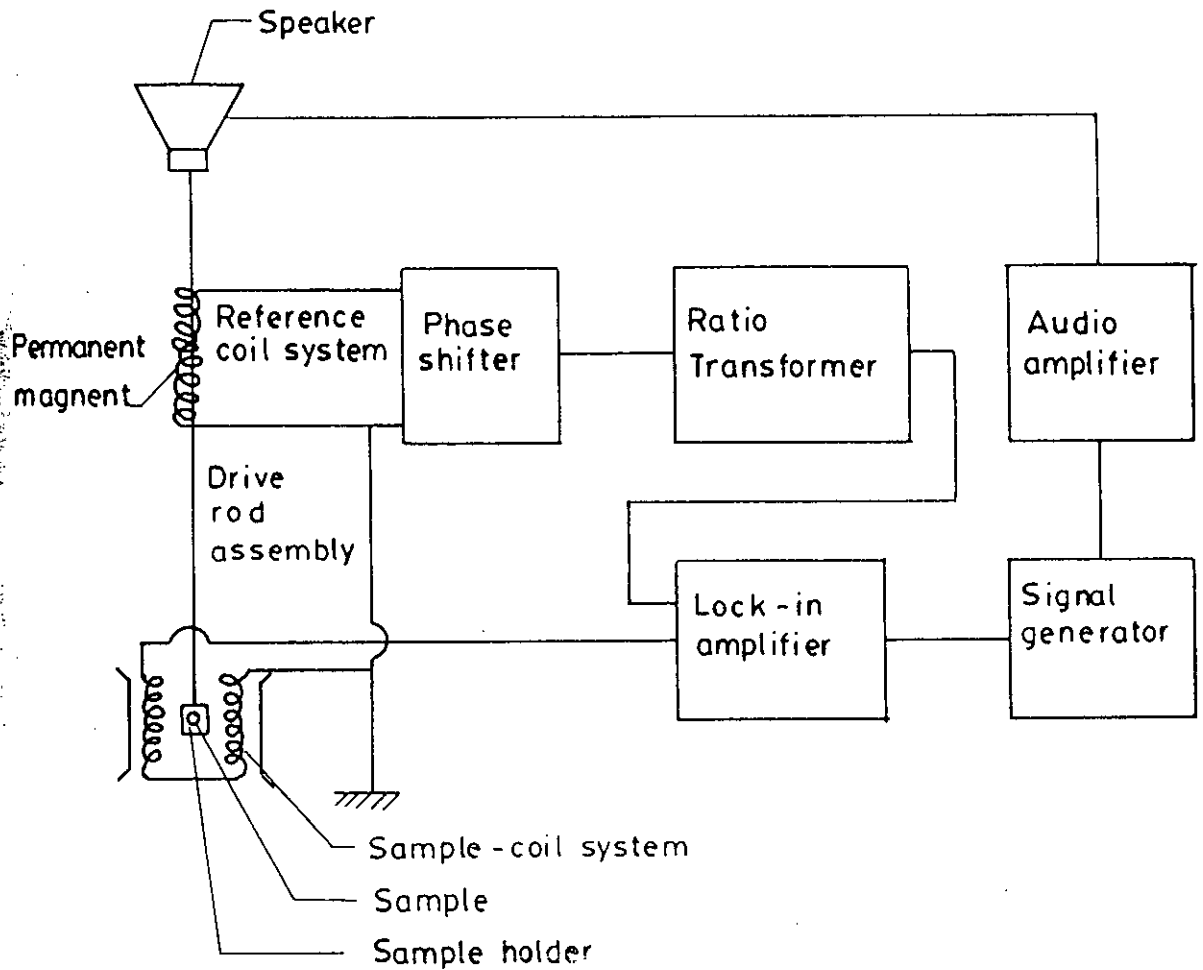 Speaker
Permanent
magnent
Reference
coil system
Phase
shifter
Ratio
Transformer
Audio
amplifier
Drive
rod
assembly
Lock-in
amplifier
Signal
generator
Sample-coil system
Sample
Sample holder